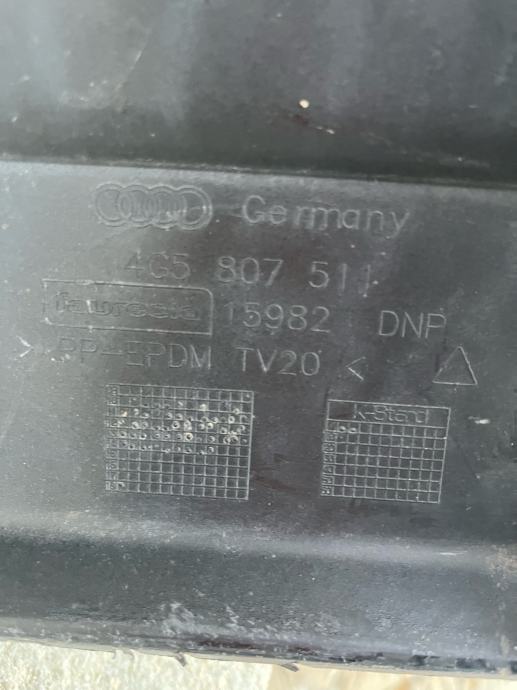 Germany
4G5 807 511
faurecia 15982 DNP
>PP-EPDM TV20<
K-Stand